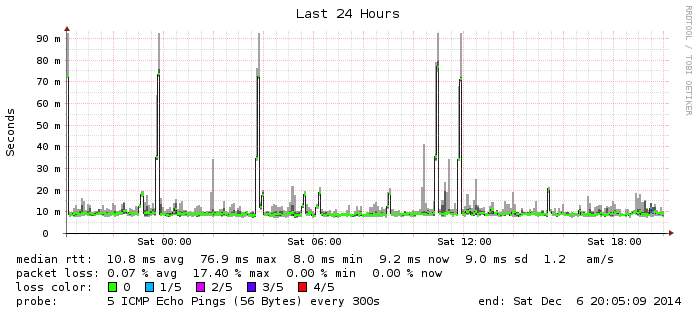 Last 24 Hours
RRDTOOL / TOBI OETIKER
Seconds
90 m
80 m
70 m
60 m
50 m
40 m
30 m
20 m
10 m
0
Sat 00:00 Sat 06:00 Sat 12:00 Sat 18:00
median rtt: 10.8 ms avg 76.9 ms max 8.0 ms min 9.2 ms now 9.0 ms sd 1.2 am/s
packet loss: 0.07 % avg 17.40 % max 0.00 % min 0.00 % now
loss color: 0 1/5 2/5 3/5 4/5
probe: 5 ICMP Echo Pings (56 Bytes) every 300s end: Sat Dec 6 20:05:09 2014